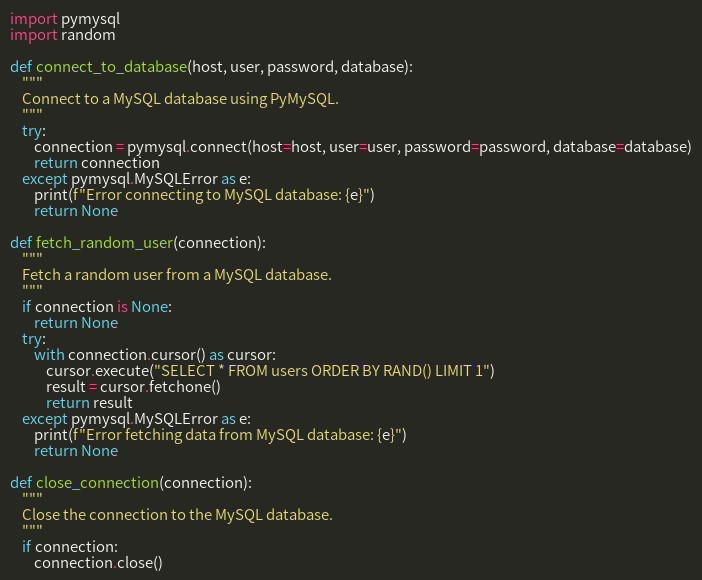 import pymysql
import random

def connect_to_database(host, user, password, database):
    """
    Connect to a MySQL database using PyMySQL.
    """
    try:
        connection = pymysql.connect(host=host, user=user, password=password, database=database)
        return connection
    except pymysql.MySQLError as e:
        print(f"Error connecting to MySQL database: {e}")
        return None

def fetch_random_user(connection):
    """
    Fetch a random user from a MySQL database.
    """
    if connection is None:
        return None
    try:
        with connection.cursor() as cursor:
            cursor.execute("SELECT * FROM users ORDER BY RAND() LIMIT 1")
            result = cursor.fetchone()
            return result
    except pymysql.MySQLError as e:
        print(f"Error fetching data from MySQL database: {e}")
        return None

def close_connection(connection):
    """
    Close the connection to the MySQL database.
    """
    if connection:
        connection.close()